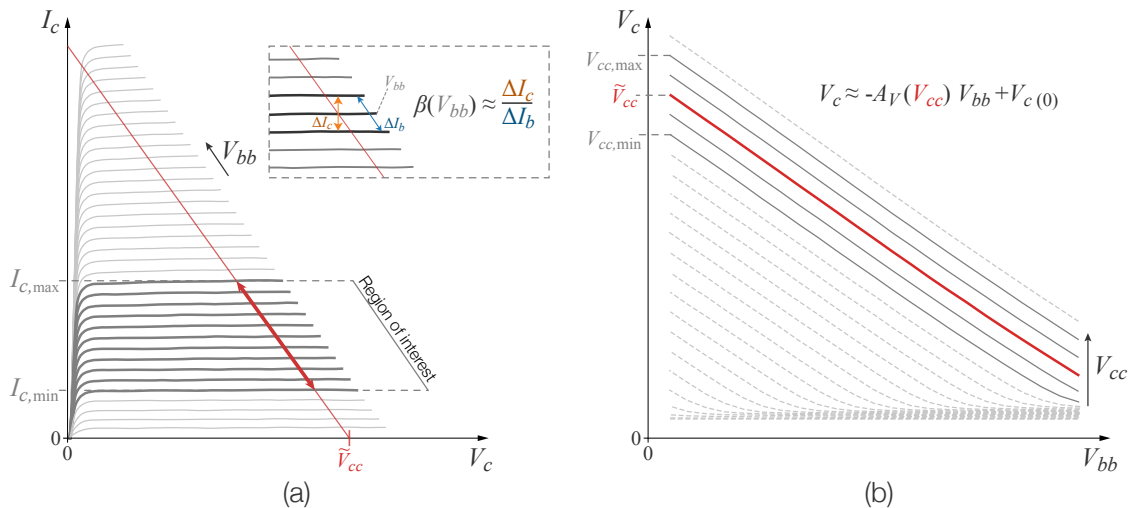 I_c
V_bb
β(V_bb) ≈ ΔI_c / ΔI_b
V_bb
ΔI_c
ΔI_b
I_c,max
Region of interest
I_c,min
0
0
Ṽ_cc
V_c
(a)
V_c
V_cc,max
Ṽ_cc
V_cc,min
V_c ≈ -A_V(V_cc) V_bb + V_c (0)
V_cc
0
0
V_bb
(b)